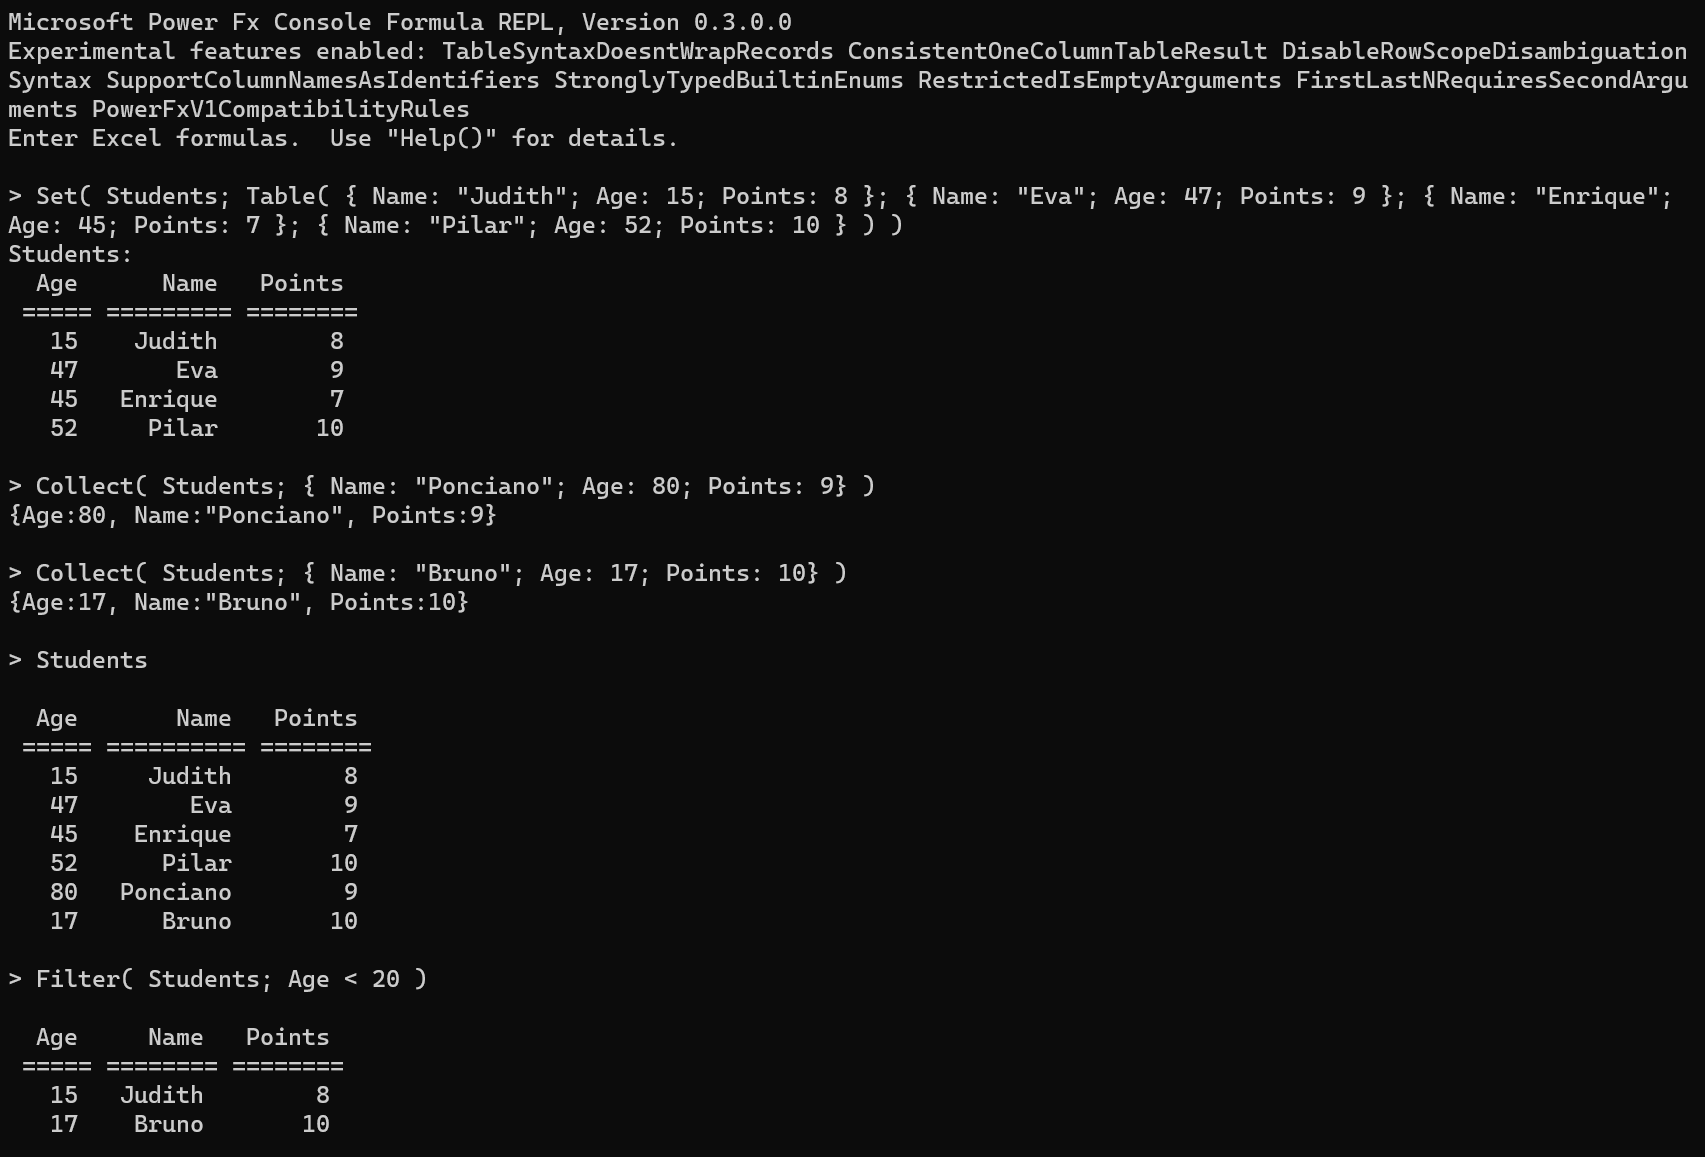 Microsoft Power Fx Console Formula REPL, Version 0.3.0.0
Experimental features enabled: TableSyntaxDoesntWrapRecords ConsistentOneColumnTableResult DisableRowScopeDisambiguation
Syntax SupportColumnNamesAsIdentifiers StronglyTypedBuiltinEnums RestrictedIsEmptyArguments FirstLastNRequiresSecondArgu
ments PowerFxV1CompatibilityRules
Enter Excel formulas.  Use "Help()" for details.

> Set( Students; Table( { Name: "Judith"; Age: 15; Points: 8 }; { Name: "Eva"; Age: 47; Points: 9 }; { Name: "Enrique";
Age: 45; Points: 7 }; { Name: "Pilar"; Age: 52; Points: 10 } ) )
Students:
  Age      Name   Points
 ===== ========= ========
   15    Judith        8
   47       Eva        9
   45   Enrique        7
   52     Pilar       10

> Collect( Students; { Name: "Ponciano"; Age: 80; Points: 9} )
{Age:80, Name:"Ponciano", Points:9}

> Collect( Students; { Name: "Bruno"; Age: 17; Points: 10} )
{Age:17, Name:"Bruno", Points:10}

> Students

  Age       Name   Points
 ===== ========== ========
   15     Judith        8
   47        Eva        9
   45    Enrique        7
   52      Pilar       10
   80   Ponciano        9
   17      Bruno       10

> Filter( Students; Age < 20 )

  Age     Name   Points
 ===== ======== ========
   15   Judith        8
   17    Bruno       10